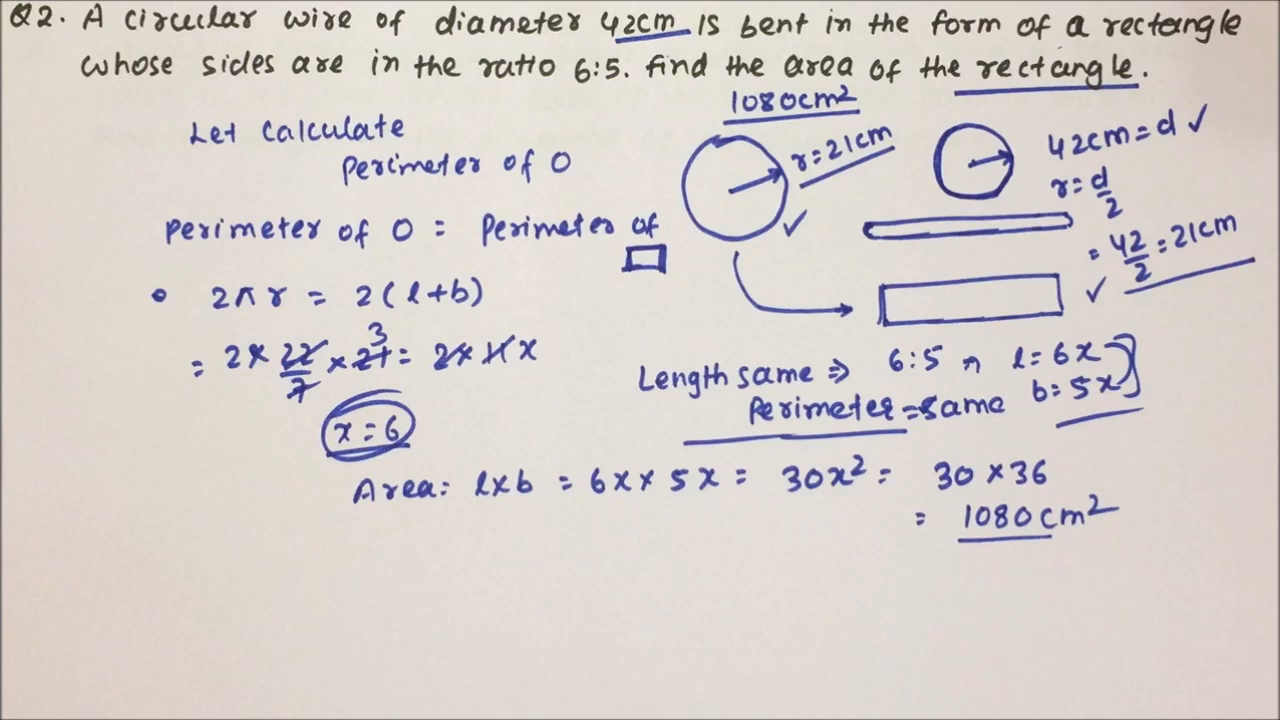 Q2. A circular wire of diameter 42cm is bent in the form of a rectangle
whose sides are in the ratio 6:5. find the area of the rectangle.
1080cm²
Let calculate
perimeter of O
r=21cm
42cm=d ✓
r=d/2
=42/2=21cm
perimeter of O = perimeter of ▭
• 2πr = 2(l+b)
= 2×22/7×21 3= 2×11x
x=6
Length same ⇒ 6:5 ⇒ l=6x
b=5x
perimeter=same
Area: l×b = 6x×5x = 30x² = 30×36
= 1080cm²